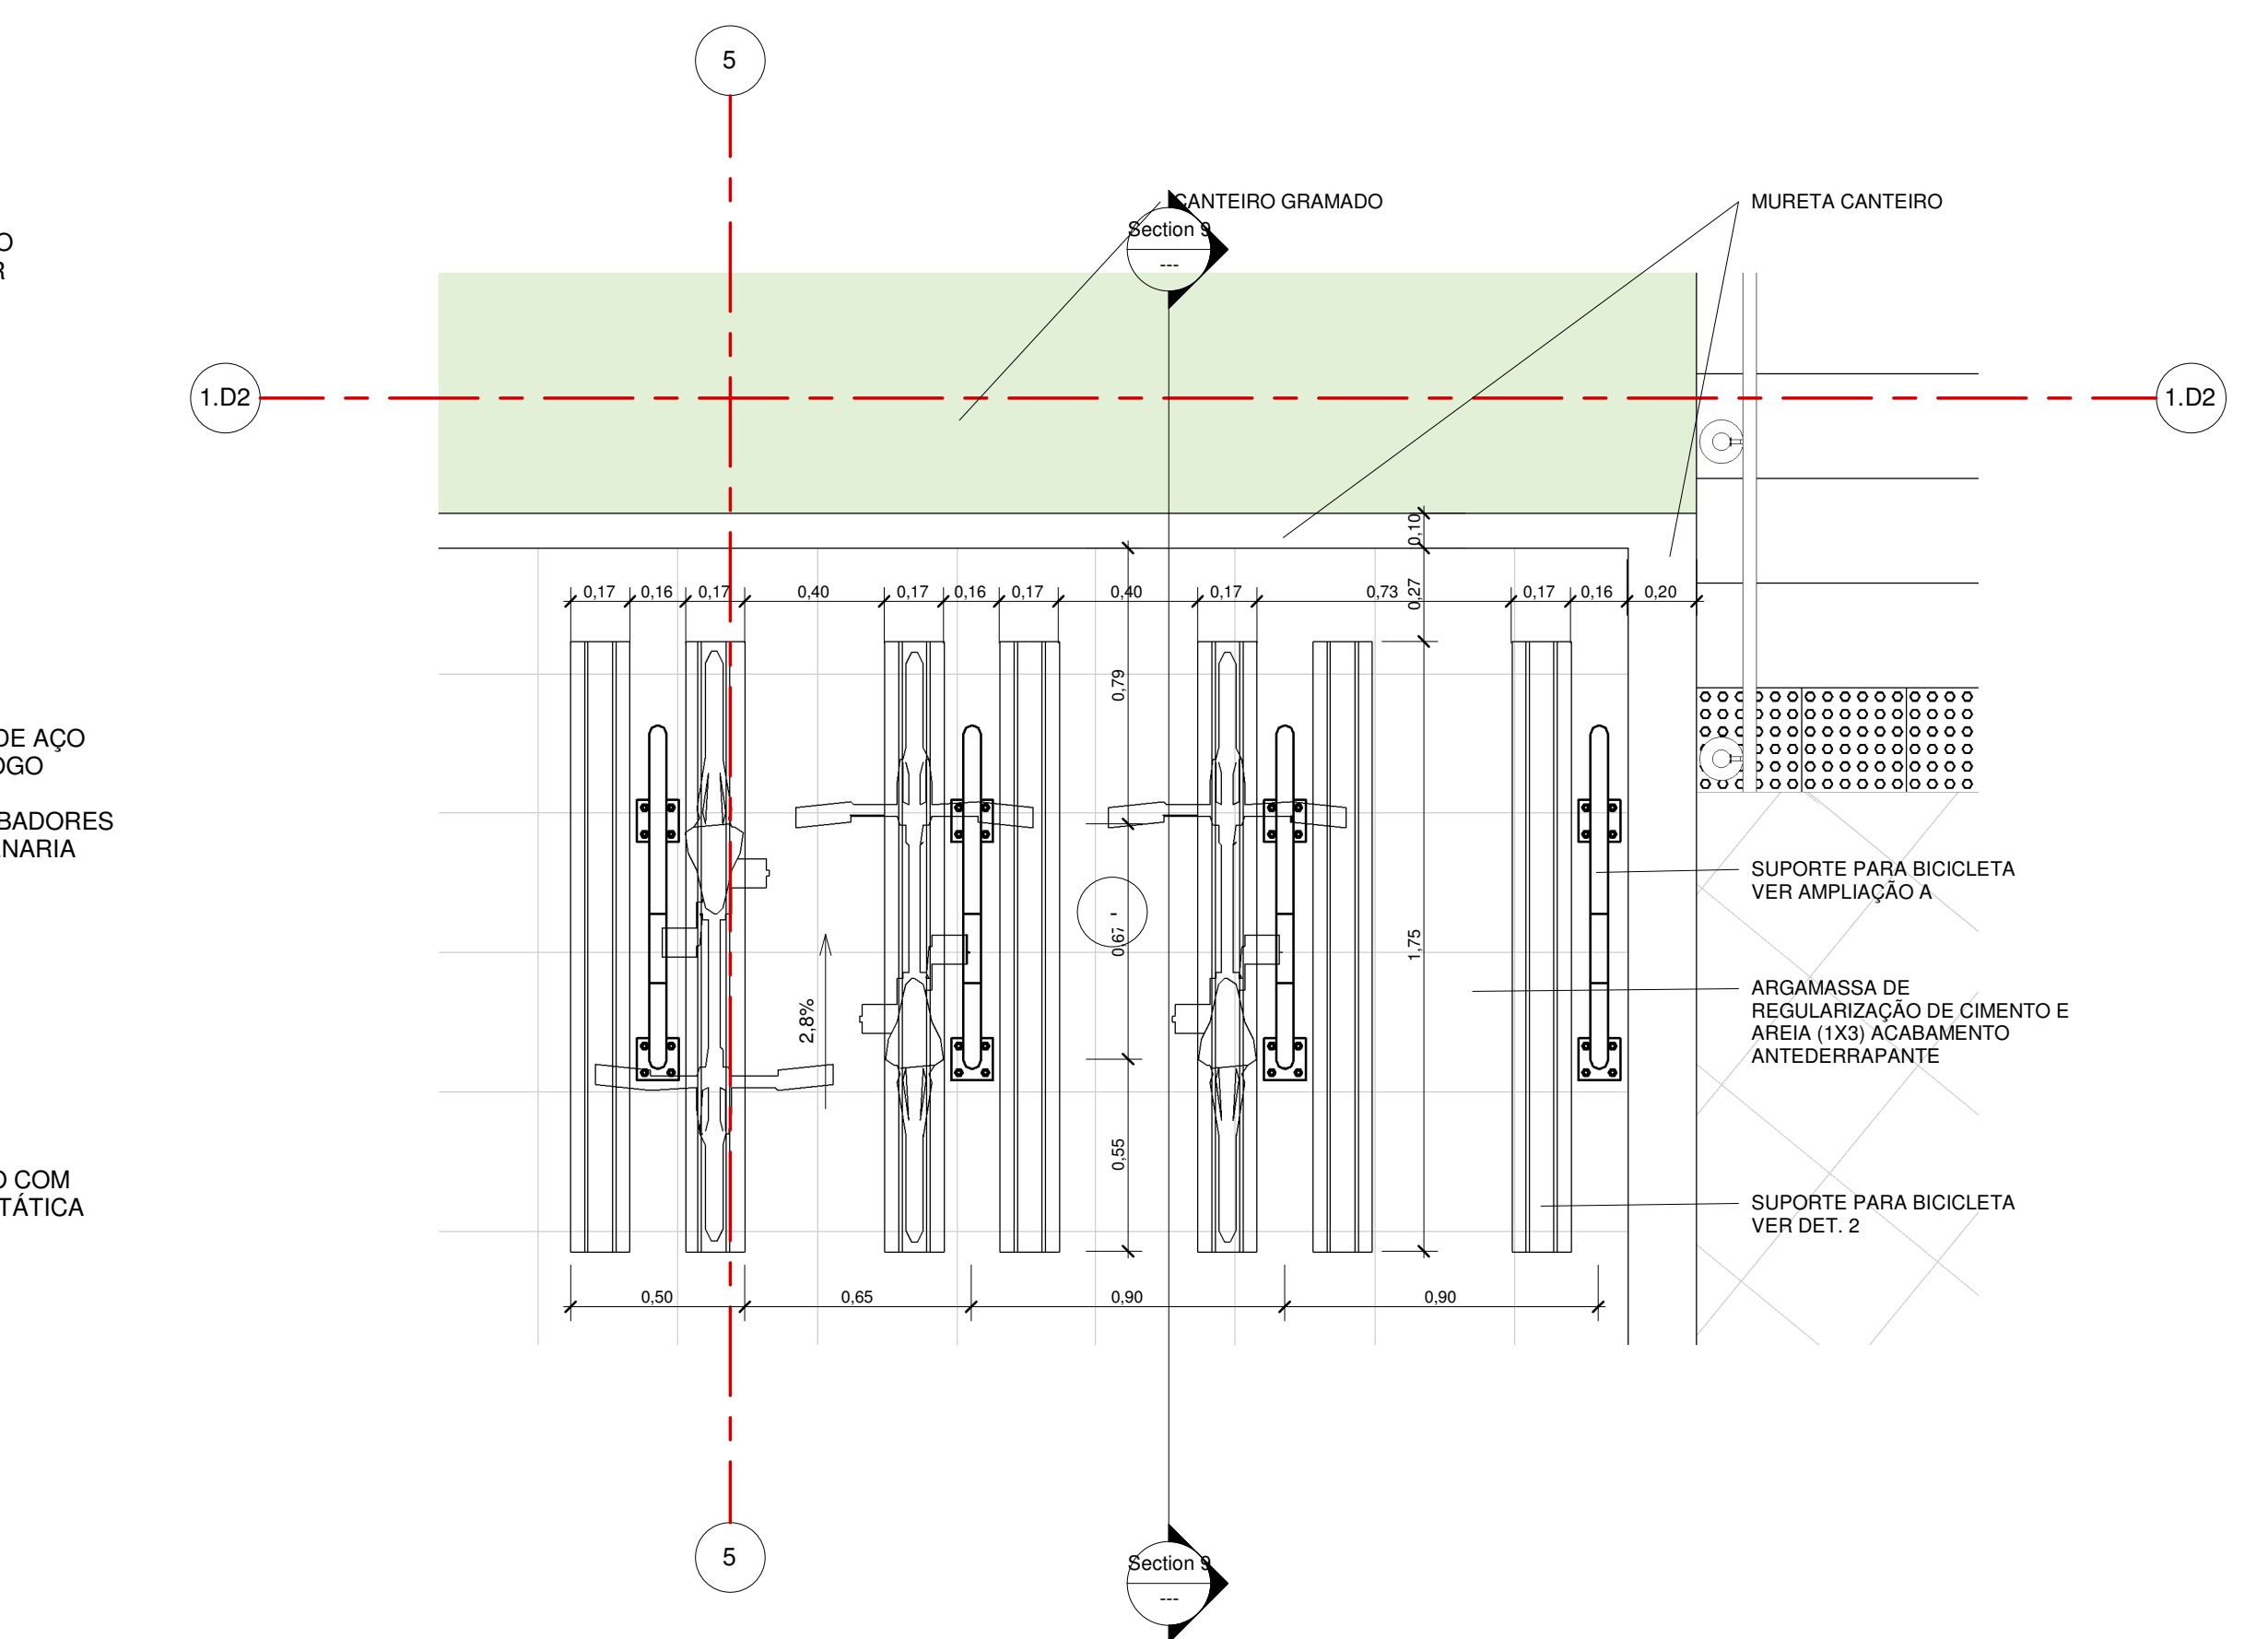 5
CANTEIRO GRAMADO
MURETA CANTEIRO
Section 9
---
O
R
1.D2
1.D2
0,10
0,17
0,16
0,17
0,40
0,17
0,16
0,17
0,40
0,17
0,73
0,27
0,17
0,16
0,20
0,79
DE AÇO
OGO
BADORES
ENARIA
SUPORTE PARA BICICLETA
VER AMPLIAÇÃO A
-
0,67
1,75
2,8%
ARGAMASSA DE
REGULARIZAÇÃO DE CIMENTO E
AREIA (1X3) ACABAMENTO
ANTEDERRAPANTE
0,55
O COM
TÁTICA
SUPORTE PARA BICICLETA
VER DET. 2
0,50
0,65
0,90
0,90
5
Section 9
---